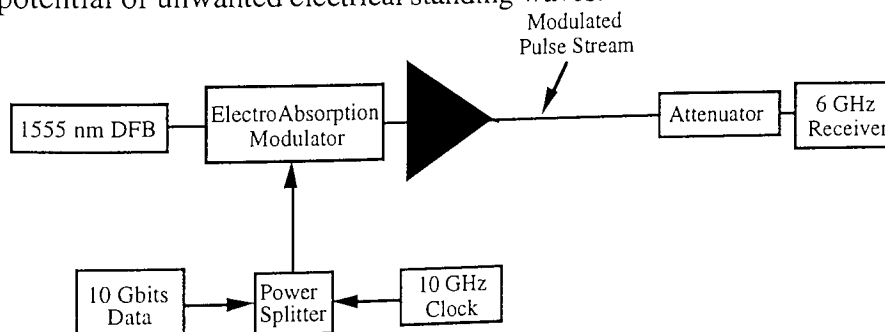 potential of unwanted electrical standing waves.
Modulated
Pulse Stream
1555 nm DFB
ElectroAbsorption
Modulator
Attenuator
6 GHz
Receiver
10 Gbits
Data
Power
Splitter
10 GHz
Clock